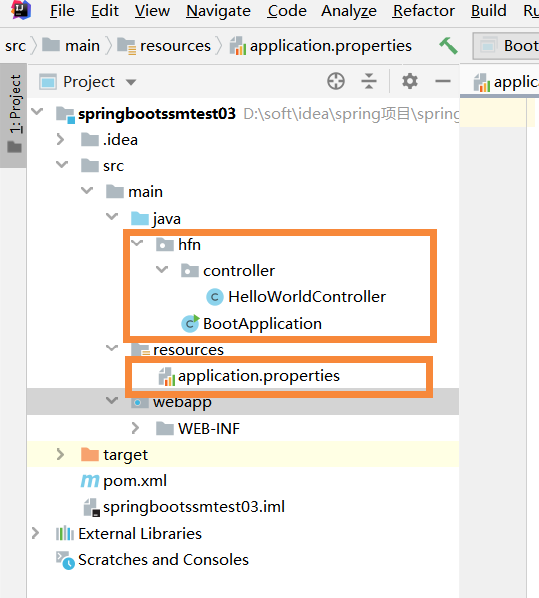 File Edit View Navigate Code Analyze Refactor Build
src main resources application.properties Boot
1: Project
Project
applica
springbootssmtest03 D:\soft\idea\spring项目\spring
.idea
src
main
java
hfn
controller
HelloWorldController
BootApplication
resources
application.properties
webapp
WEB-INF
target
pom.xml
springbootssmtest03.iml
External Libraries
Scratches and Consoles